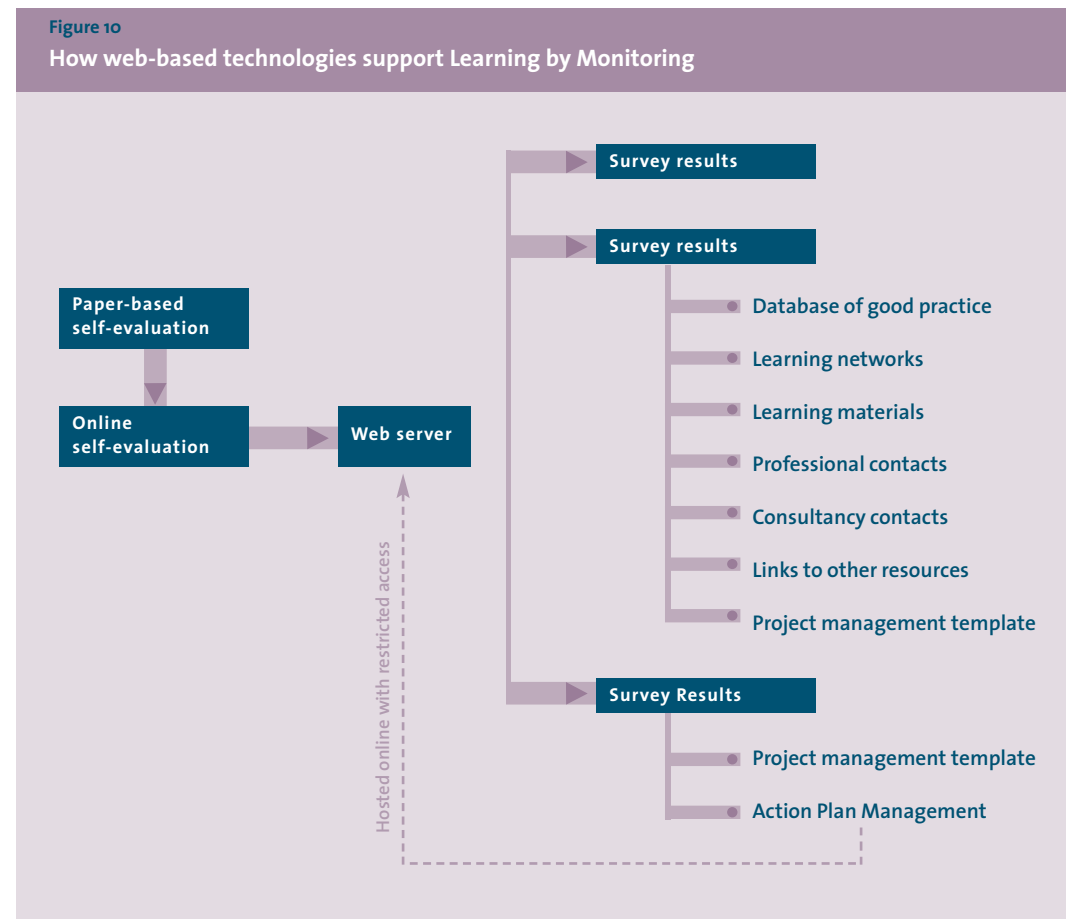 Figure 10
How web-based technologies support Learning by Monitoring
Survey results
Survey results
Paper-based
self-evaluation
Online
self-evaluation
Web server
Database of good practice
Learning networks
Learning materials
Professional contacts
Consultancy contacts
Links to other resources
Project management template
Hosted online with restricted access
Survey Results
Project management template
Action Plan Management